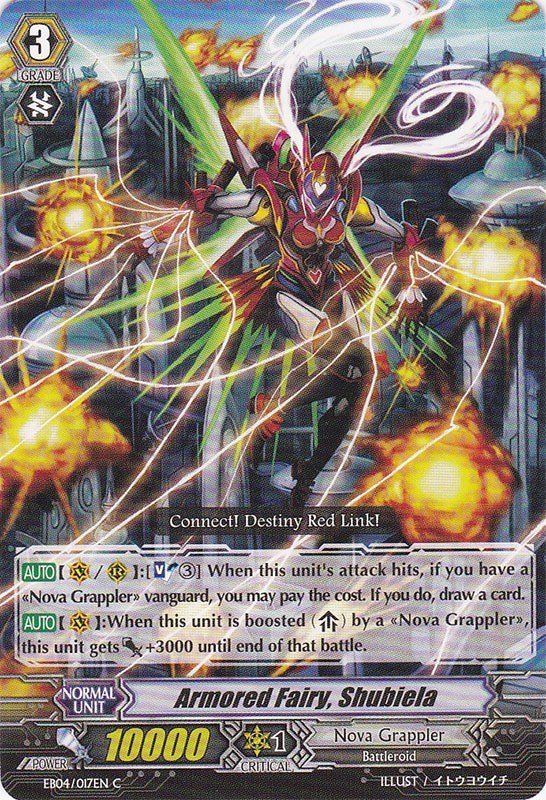 3
GRADE
Connect! Destiny Red Link!
AUTO【V/R】:[③] When this unit's attack hits, if you have a
«Nova Grappler» vanguard, you may pay the cost. If you do, draw a card.
AUTO【V】:When this unit is boosted () by a «Nova Grappler»,
this unit gets +3000 until end of that battle.
NORMAL
UNIT
Armored Fairy, Shubiela
POWER
10000
1
CRITICAL
Nova Grappler
Battleroid
EB04/017EN C
ILLUST / イトウヨウイチ